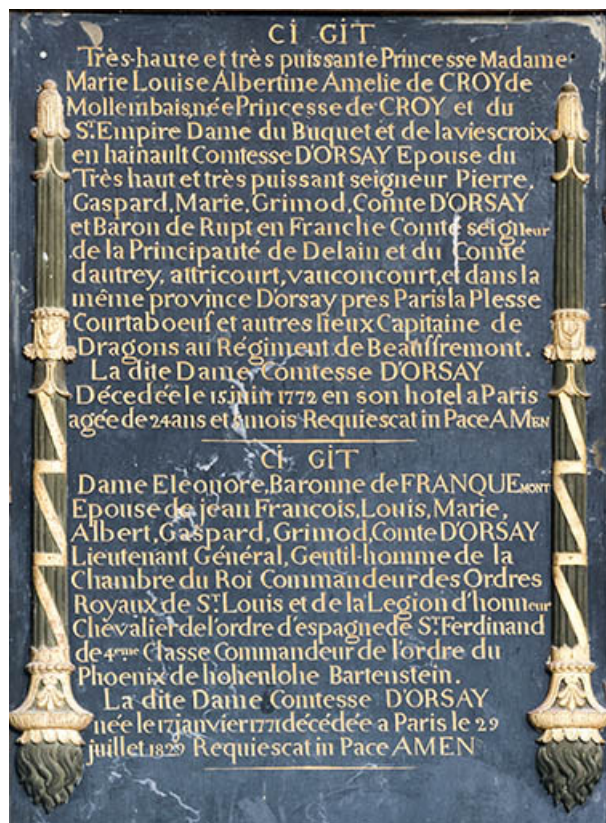 CI GIT
Très-haute et très puissante Princesse Madame
Marie Louise Albertine Amelie de CROY de
Mollembais, née Princesse de CROY et du
ST. Empire Dame du Buquet et de laviescroix
en hainault Comtesse D'ORSAY Epouse du
Très haut et très puissant seigneur Pierre,
Gaspard, Marie, Grimod, Comte D'ORSAY
et Baron de Rupt en Franche Comté seigneur
de la Principauté de Delain et du Comté
dautrey, attricourt, vauconcourt, et dans la
même province Dorsay pres Paris la Plesse
Courtaboeuf et autres lieux Capitaine de
Dragons au Régiment de Beauffremont.
La dite Dame Comtesse D'ORSAY
Décedée le 15 juin 1772 en son hotel a Paris
agée de 24 ans et mois Requiescat in Pace AMEN
CI GIT
Dame Eléonore, Baronne de FRANQUEMONT
Epouse de jean Francois, Louis, Marie,
Albert, Gaspard, Grimod, Comte D'ORSAY
Lieutenant Général, Gentil-homme de la
Chambre du Roi Commandeur des Ordres
Royaux de ST. Louis et de la Legion d'honneur
Chevalier del'ordre d'espagne de ST. Ferdinand
de 4eme Classe Commandeur de l'ordre du
Phoenix de hohenlohe Bartenstein.
La dite Dame Comtesse D'ORSAY
née le 17 janvier 1771 décédée a Paris le 29
juillet 1829 Requiescat in Pace AMEN